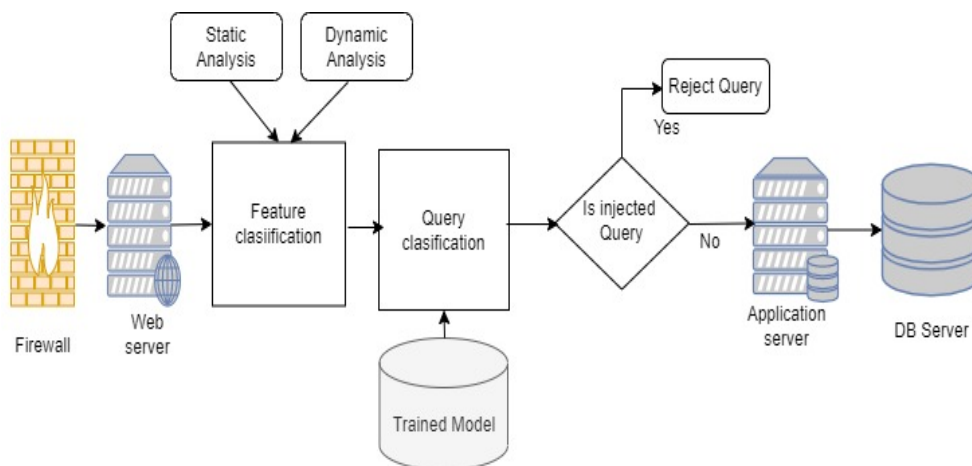 Static
Analysis
Dynamic
Analysis
Reject Query
Yes
Feature
clasiification
Query
clasification
Is injected
Query
No
Firewall
Web
server
Application
server
DB Server
Trained Model